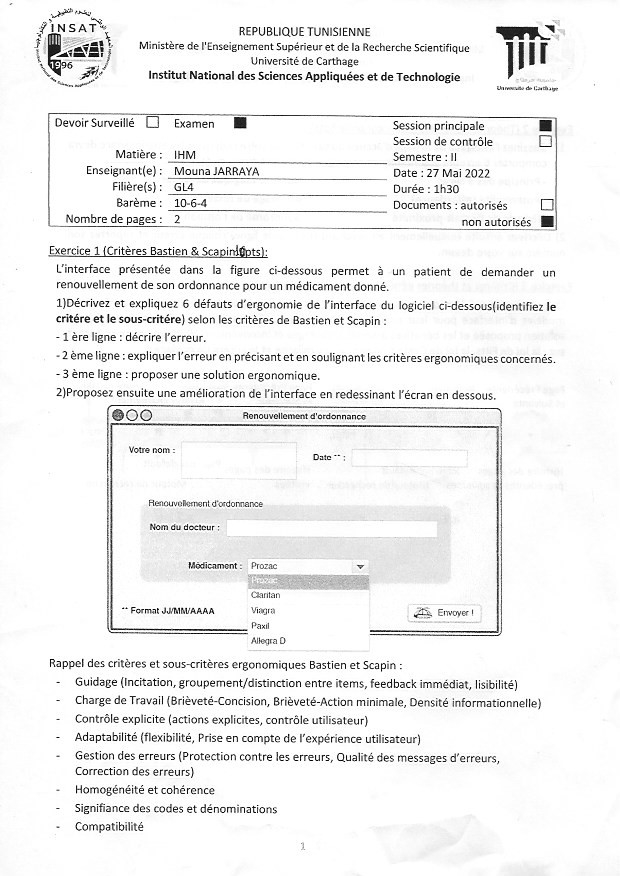 INSAT
1996
REPUBLIQUE TUNISIENNE
Ministère de l'Enseignement Supérieur et de la Recherche Scientifique
Université de Carthage
Institut National des Sciences Appliquées et de Technologie
Université de Carthage
Devoir Surveillé Examen
Session principale
Session de contrôle
Matière : IHM
Semestre : II
Enseignant(e) : Mouna JARRAYA
Date : 27 Mai 2022
Filière(s) : GL4
Durée : 1h30
Barème : 10-6-4
Documents : autorisés
Nombre de pages : 2
non autorisés
Exercice 1 (Critères Bastien & Scapin: pts):
L'interface présentée dans la figure ci-dessous permet à un patient de demander un
renouvellement de son ordonnance pour un médicament donné.
1)Décrivez et expliquez 6 défauts d'ergonomie de l'interface du logiciel ci-dessous(identifiez le
critére et le sous-critére) selon les critères de Bastien et Scapin :
- 1 ère ligne : décrire l'erreur.
- 2 ème ligne : expliquer l'erreur en précisant et en soulignant les critères ergonomiques concernés.
- 3 ème ligne : proposer une solution ergonomique.
2)Proposez ensuite une amélioration de l'interface en redessinant l'écran en dessous.
Renouvellement d'ordonnance
Votre nom :
Date ** :
Renouvellement d'ordonnance
Nom du docteur :
Médicament : Prozac
Prozac
Claritan
Viagra
Paxil
Allegra D
** Format JJ/MM/AAAA
Envoyer !
Rappel des critères et sous-critères ergonomiques Bastien et Scapin :
- Guidage (Incitation, groupement/distinction entre items, feedback immédiat, lisibilité)
- Charge de Travail (Brièveté-Concision, Brièveté-Action minimale, Densité informationnelle)
- Contrôle explicite (actions explicites, contrôle utilisateur)
- Adaptabilité (flexibilité, Prise en compte de l'expérience utilisateur)
- Gestion des erreurs (Protection contre les erreurs, Qualité des messages d'erreurs,
Correction des erreurs)
- Homogénéité et cohérence
- Signifiance des codes et dénominations
- Compatibilité
1